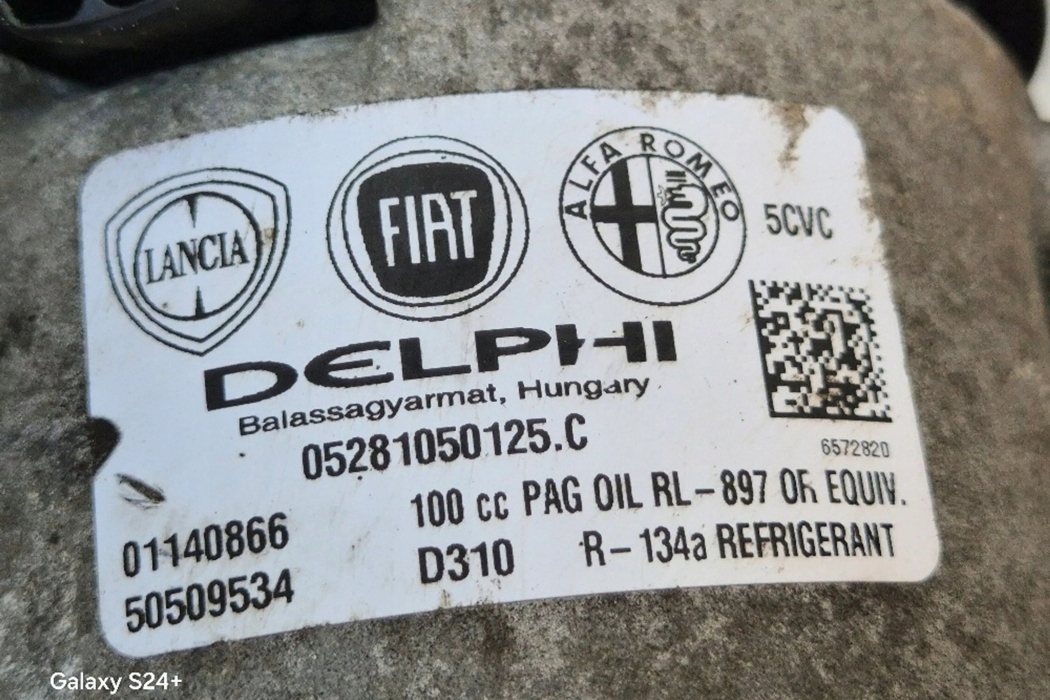 LANCIA
FIAT
ALFA ROMEO
5CVC
DELPHI
Balassagyarmat, Hungary
05281050125.C
6572820
100 cc PAG OIL RL-897 OR EQUIV.
01140866
D310
R-134a REFRIGERANT
50509534
Galaxy S24+